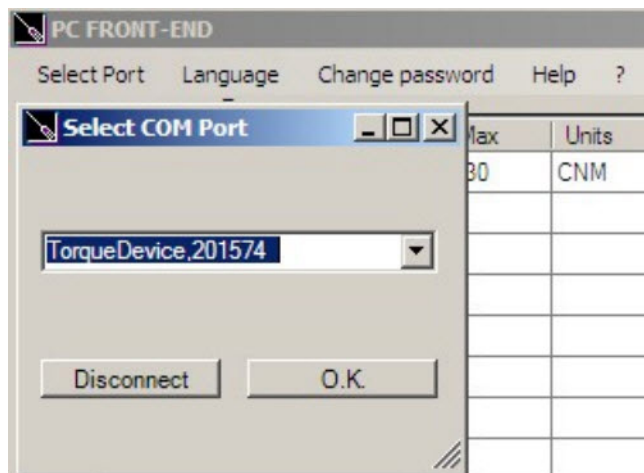 PC FRONT-END
Select Port Language Change password Help ?
Select COM Port
Max Units
30 CNM
TorqueDevice,201574
Disconnect O.K.